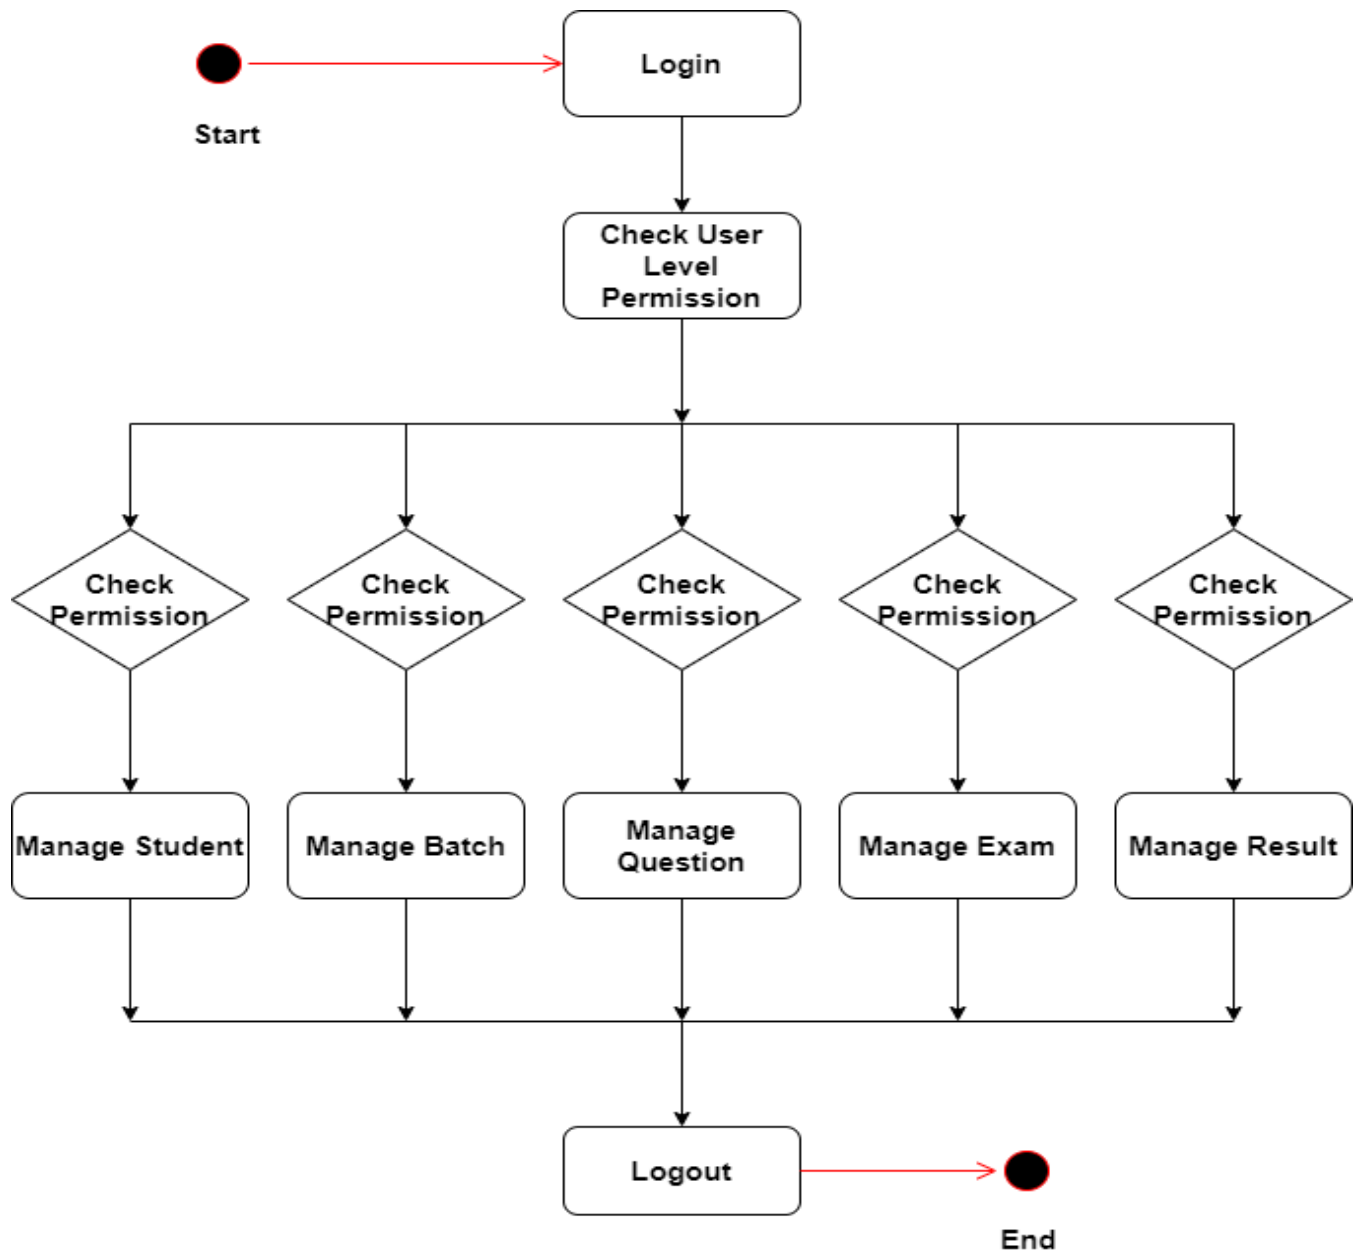 Login
Start
Check User
Level
Permission
Check
Permission
Check
Permission
Check
Permission
Check
Permission
Check
Permission
Manage Student
Manage Batch
Manage
Question
Manage Exam
Manage Result
Logout
End